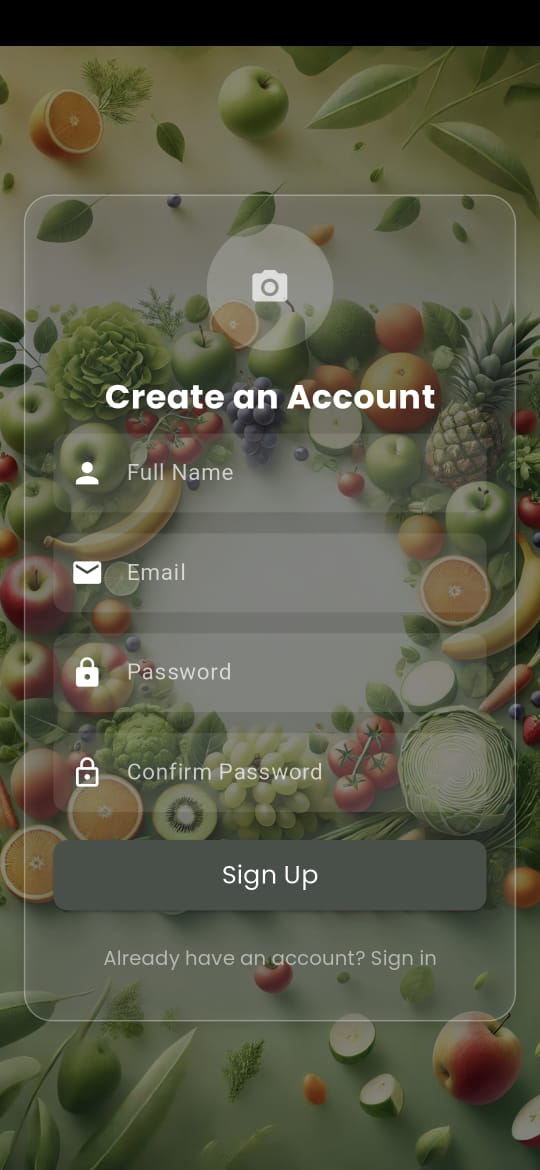 Create an Account
Full Name
Email
Password
Confirm Password
Sign Up
Already have an account? Sign in